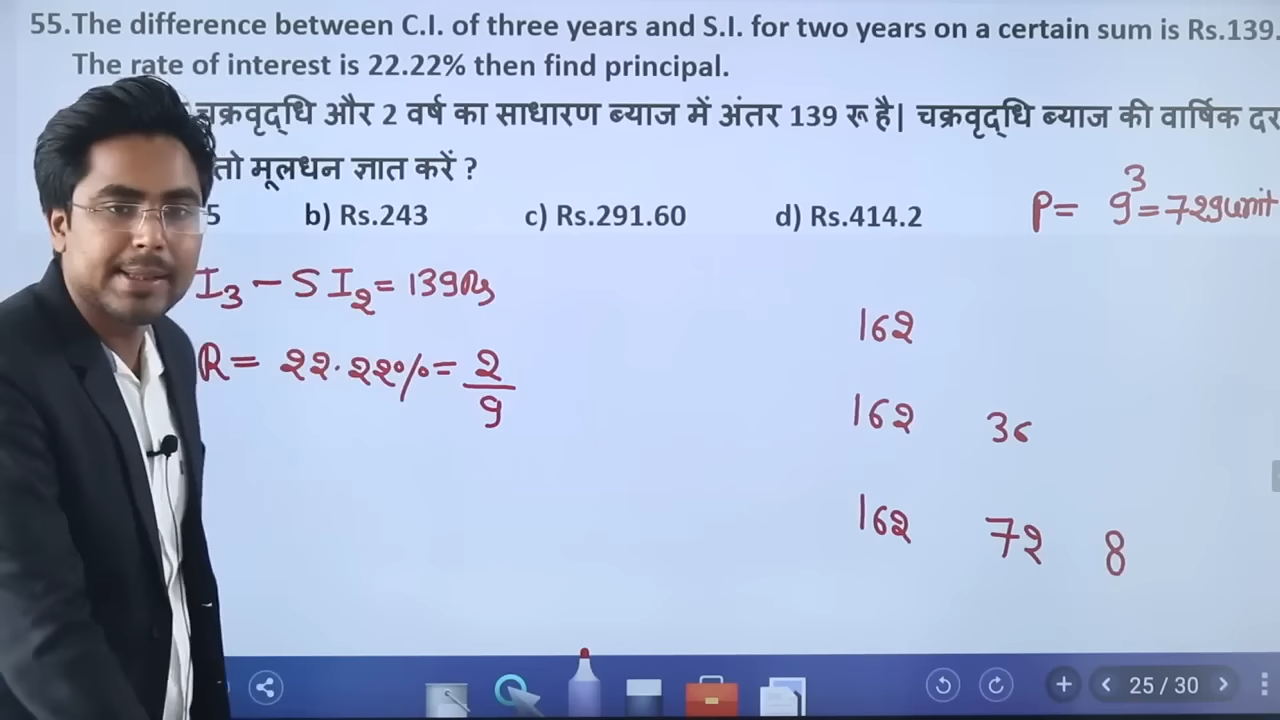 55.The difference between C.I. of three years and S.I. for two years on a certain sum is Rs.139.
The rate of interest is 22.22% then find principal.
चक्रवृद्धि और 2 वर्ष का साधारण ब्याज में अंतर 139 रू है| चक्रवृद्धि ब्याज की वार्षिक दर
तो मूलधन ज्ञात करें ?
5 b) Rs.243 c) Rs.291.60 d) Rs.414.2
P= 9³=729unit
I₃ - SI₂ = 139Rs
R= 22.22%= 2/9
162
162 36
162 72 8
25 / 30